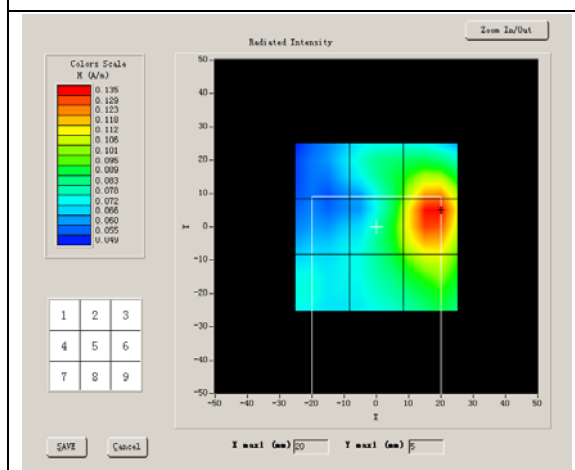 Zoom In/Out
Radiated Intensity
Colors Scale
H (A/m)
0.135
0.129
0.123
0.118
0.112
0.106
0.101
0.095
0.089
0.083
0.078
0.072
0.066
0.060
0.055
0.049
1 2 3
4 5 6
7 8 9
Y
50
40
30
20
10
0
-10
-20
-30
-40
-50
-50 -40 -30 -20 -10 0 10 20 30 40 50
X
SAVE
Cancel
X max1 (mm) 20
Y max1 (mm) 5